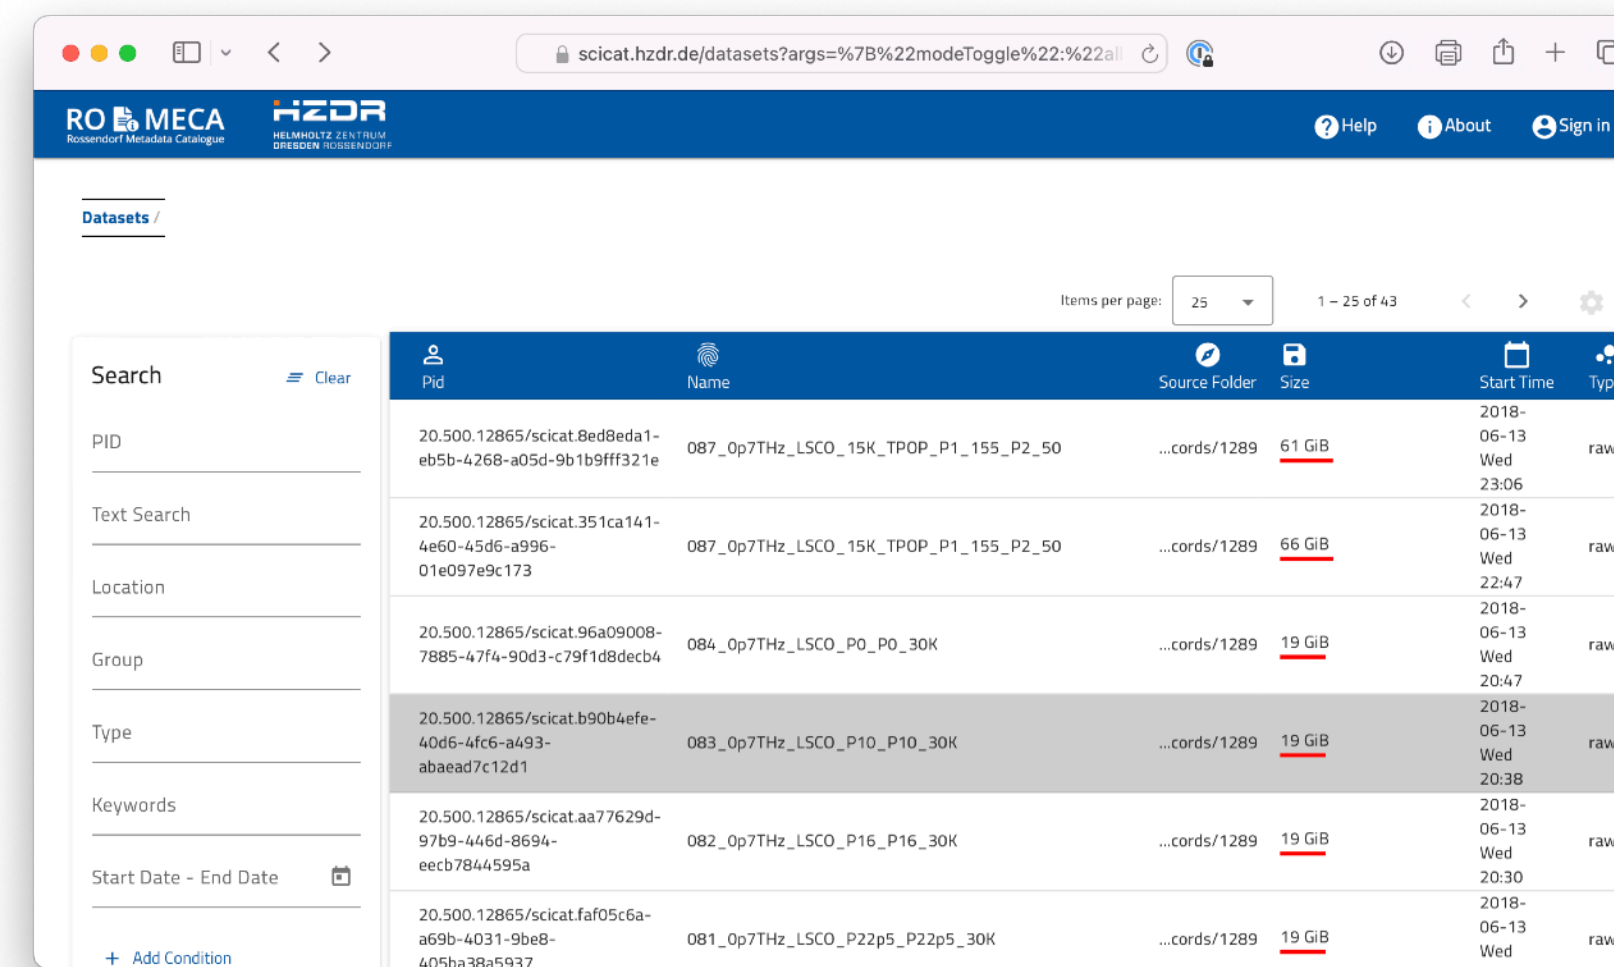 scicat.hzdr.de/datasets?args=%7B%22modeToggle%22:%22all
RO MECA
Rossendorf Metadata Catalogue
HZDR
HELMHOLTZ ZENTRUM
DRESDEN ROSSENDORF
Help
About
Sign in
Datasets /
Items per page:
25
1 – 25 of 43
Search
Clear
PID
Text Search
Location
Group
Type
Keywords
Start Date - End Date
+ Add Condition
Pid
Name
Source Folder
Size
Start Time
Typ
20.500.12865/scicat.8ed8eda1-
eb5b-4268-a05d-9b1b9fff321e
087_0p7THz_LSCO_15K_TPOP_P1_155_P2_50
...cords/1289
61 GiB
2018-
06-13
Wed
23:06
raw
20.500.12865/scicat.351ca141-
4e60-45d6-a996-
01e097e9c173
087_0p7THz_LSCO_15K_TPOP_P1_155_P2_50
...cords/1289
66 GiB
2018-
06-13
Wed
22:47
raw
20.500.12865/scicat.96a09008-
7885-47f4-90d3-c79f1d8decb4
084_0p7THz_LSCO_P0_P0_30K
...cords/1289
19 GiB
2018-
06-13
Wed
20:47
raw
20.500.12865/scicat.b90b4efe-
40d6-4fc6-a493-
abaead7c12d1
083_0p7THz_LSCO_P10_P10_30K
...cords/1289
19 GiB
2018-
06-13
Wed
20:38
raw
20.500.12865/scicat.aa77629d-
97b9-446d-8694-
eecb7844595a
082_0p7THz_LSCO_P16_P16_30K
...cords/1289
19 GiB
2018-
06-13
Wed
20:30
raw
20.500.12865/scicat.faf05c6a-
a69b-4031-9be8-
405ba38a5937
081_0p7THz_LSCO_P22p5_P22p5_30K
...cords/1289
19 GiB
2018-
06-13
Wed
raw